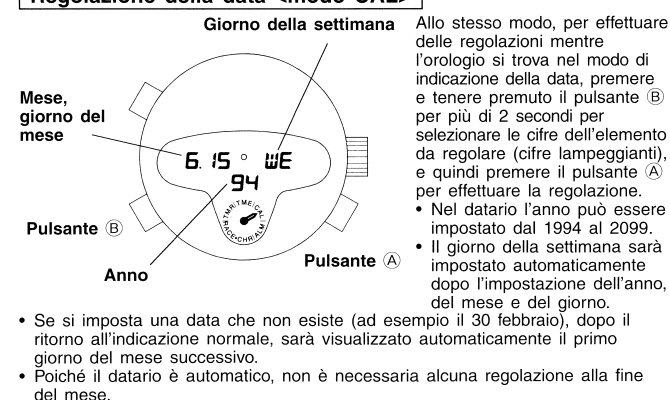 Regolazione della data <modo CAL>
Giorno della settimana
Mese,
giorno del
mese
6. 15 WE
94
TMR/TME/CAL/
RACE•CHR/ALM
Pulsante Ⓑ
Anno
Pulsante Ⓐ
Allo stesso modo, per effettuare
delle regolazioni mentre
l'orologio si trova nel modo di
indicazione della data, premere
e tenere premuto il pulsante Ⓑ
per più di 2 secondi per
selezionare le cifre dell'elemento
da regolare (cifre lampeggianti),
e quindi premere il pulsante Ⓐ
per effettuare la regolazione.
• Nel datario l'anno può essere
impostato dal 1994 al 2099.
• Il giorno della settimana sarà
impostato automaticamente
dopo l'impostazione dell'anno,
del mese e del giorno.
• Se si imposta una data che non esiste (ad esempio il 30 febbraio), dopo il
ritorno all'indicazione normale, sarà visualizzato automaticamente il primo
giorno del mese successivo.
• Poiché il datario è automatico, non è necessaria alcuna regolazione alla fine
del mese.